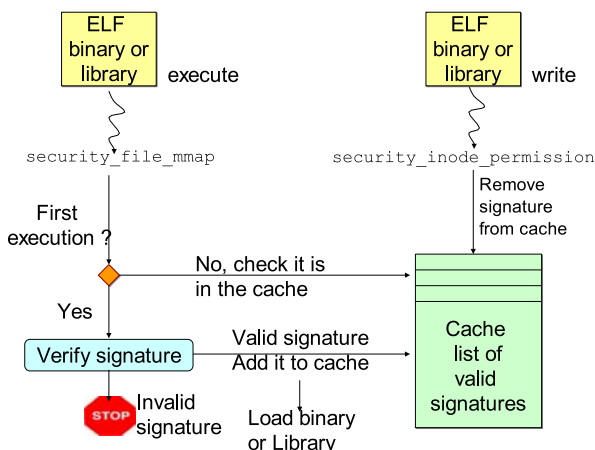 ELF
binary or
library
execute
ELF
binary or
library
write
security_file_mmap
security_inode_permission
Remove
signature
from cache
First
execution ?
No, check it is
in the cache
Yes
Verify signature
Valid signature
Add it to cache
Cache
list of
valid
signatures
STOP
Invalid
signature
Load binary
or Library